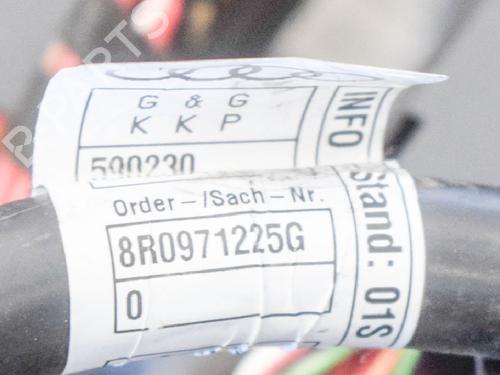 G & G
K K P
INFO
590230
Order-/Sach-Nr.
8R0971225G
0
Stand: 01S